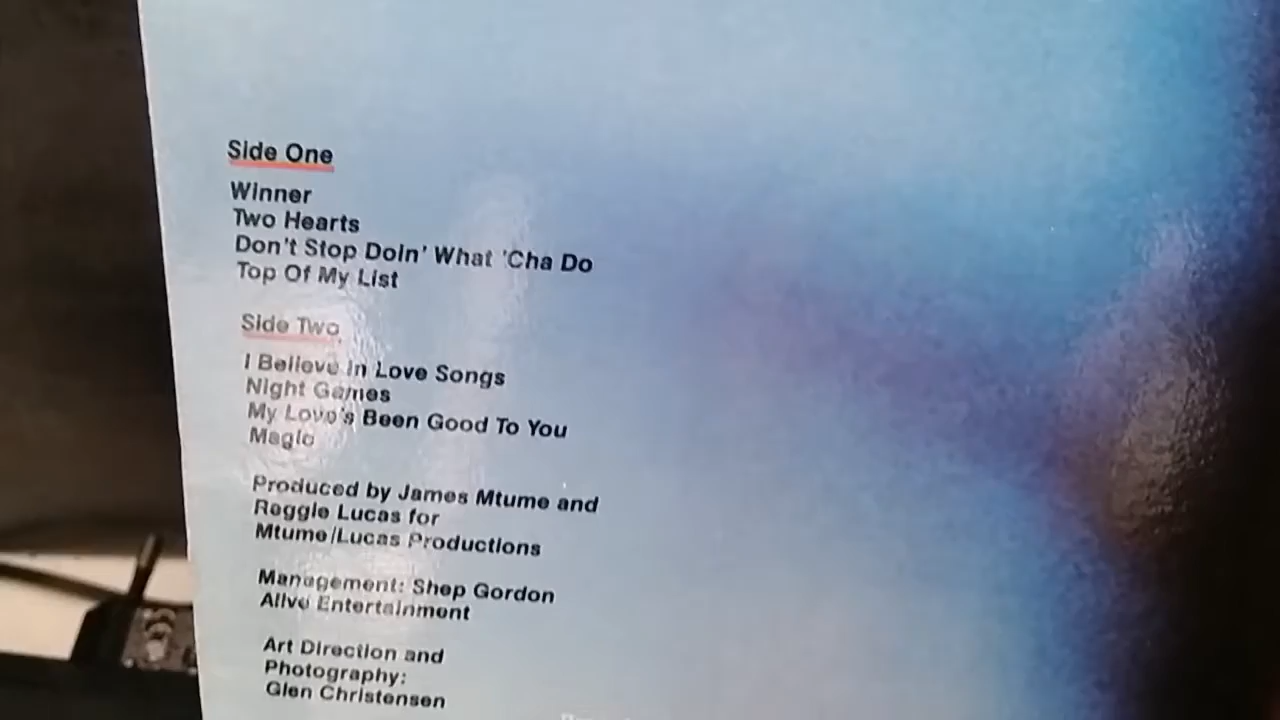 Side One
Winner
Two Hearts
Don't Stop Doin' What 'Cha Do
Top Of My List
Side Two
I Believe In Love Songs
Night Games
My Love's Been Good To You
Magic
Produced by James Mtume and
Reggie Lucas for
Mtume/Lucas Productions
Management: Shep Gordon
Alive Entertainment
Art Direction and
Photography:
Glen Christensen